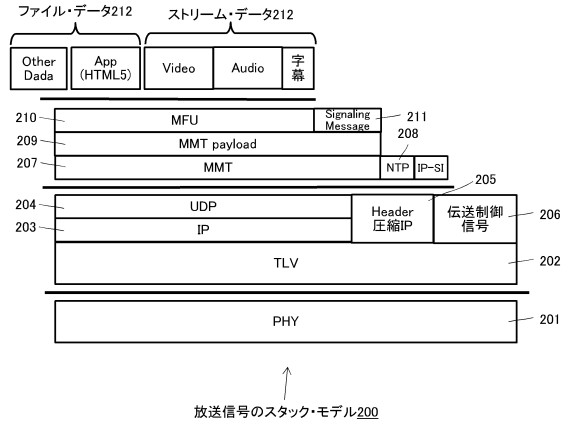 ファイル・データ212
ストリーム・データ212
Other
Dada
App
(HTML5)
Video
Audio
字
幕
210
MFU
Signaling
Message
211
209
MMT payload
208
207
MMT
NTP
IP-SI
205
204
UDP
Header
圧縮IP
伝送制御
信号
206
203
IP
TLV
202
PHY
201
放送信号のスタック・モデル200